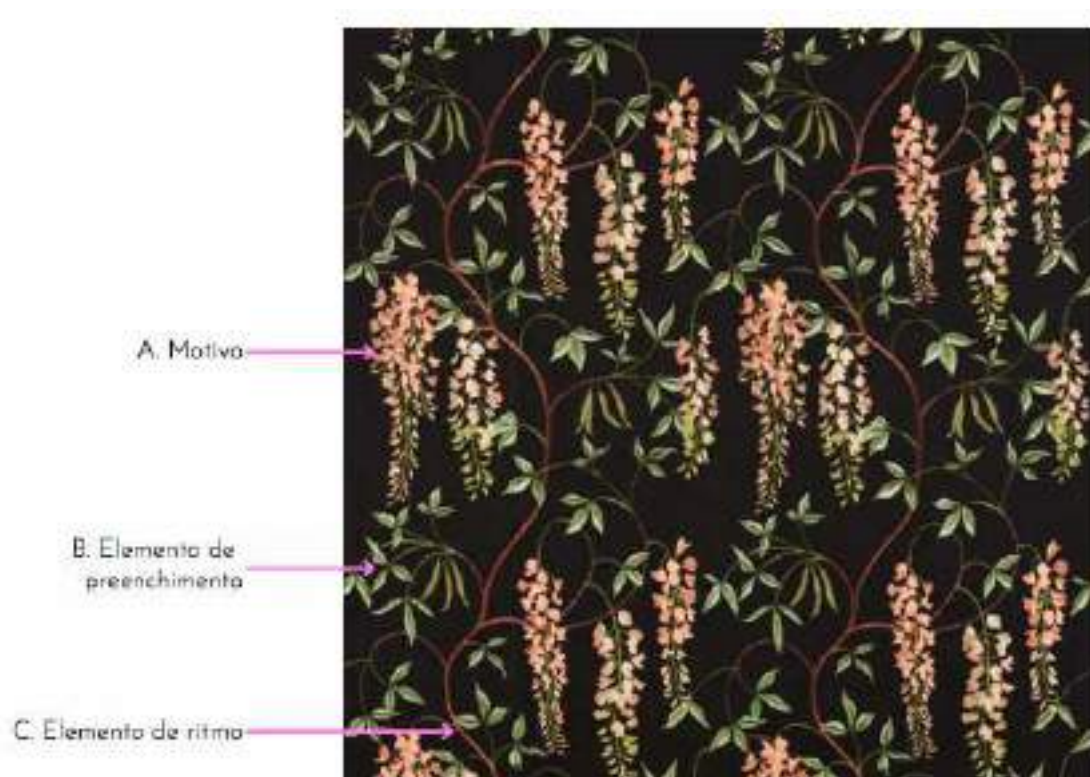 A. Motivo
B. Elemento de
preenchimento
C. Elemento de ritmo